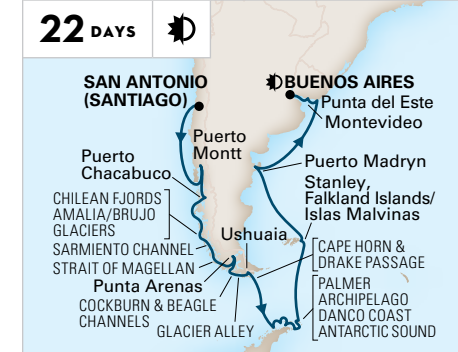 22 DAYS
SAN ANTONIO
(SANTIAGO)
BUENOS AIRES
Punta del Este
Montevideo
Puerto
Montt
Puerto
Chacabuco
Puerto Madryn
Stanley,
Falkland Islands/
Islas Malvinas
CHILEAN FJORDS
AMALIA/BRUJO
GLACIERS
SARMIENTO CHANNEL
STRAIT OF MAGELLAN
Ushuaia
Punta Arenas
COCKBURN & BEAGLE
CHANNELS
GLACIER ALLEY
CAPE HORN &
DRAKE PASSAGE
PALMER
ARCHIPELAGO
DANCO COAST
ANTARCTIC SOUND